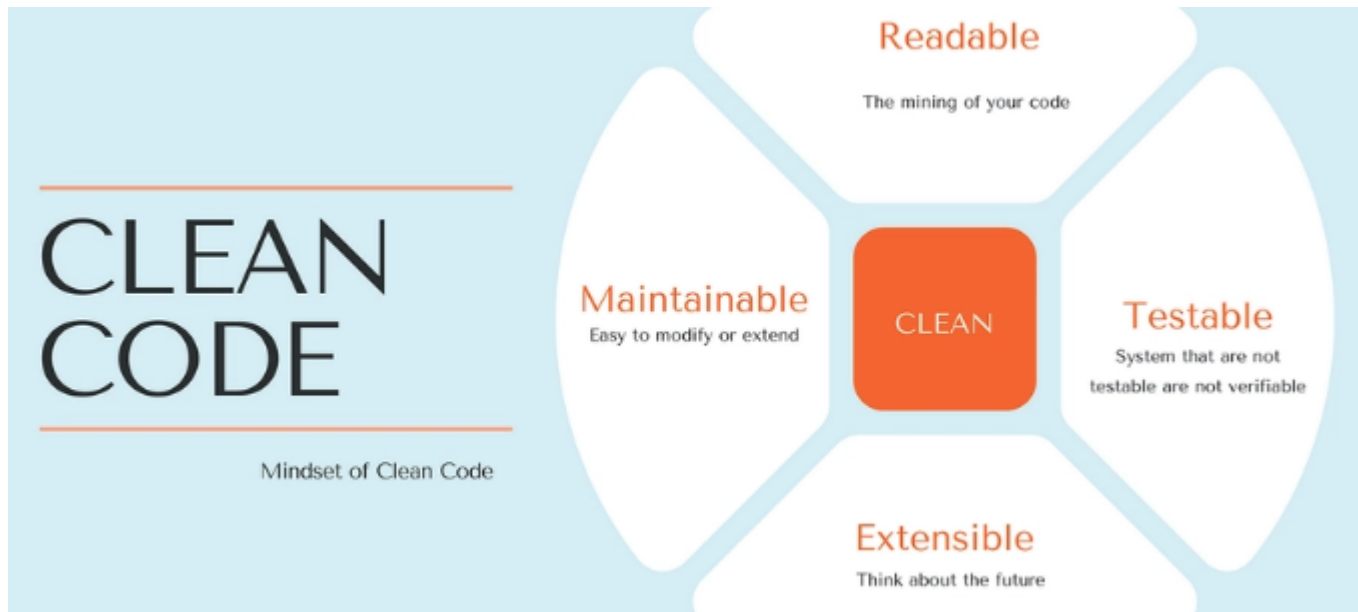 CLEAN
CODE
Mindset of Clean Code
Readable
The mining of your code
Maintainable
Easy to modify or extend
CLEAN
Testable
System that are not
testable are not verifiable
Extensible
Think about the future